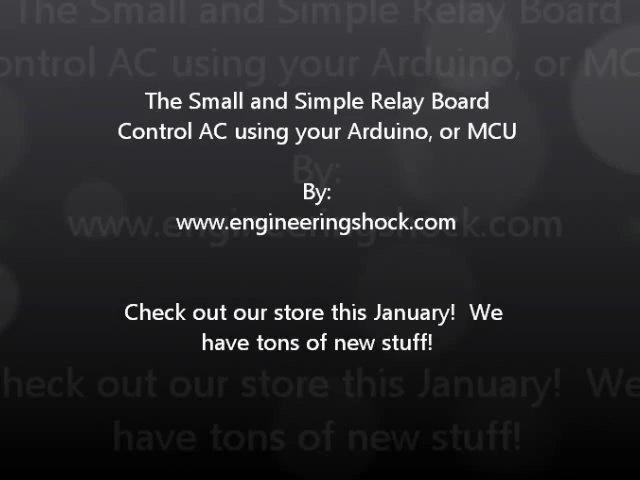 The Small and Simple Relay Board
Control AC using your Arduino, or MCU
By:
www.engineeringshock.com
Check out our store this January!  We
have tons of new stuff!